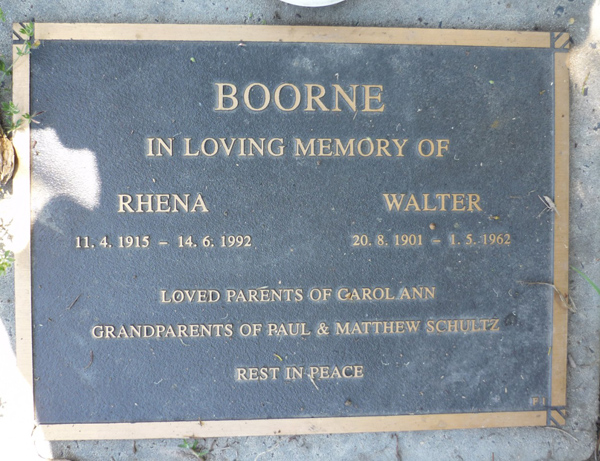 BOORNE
IN LOVING MEMORY OF
RHENA WALTER
11. 4. 1915 – 14. 6. 1992 20. 8. 1901 – 1. 5. 1962
LOVED PARENTS OF CAROL ANN
GRANDPARENTS OF PAUL & MATTHEW SCHULTZ
REST IN PEACE